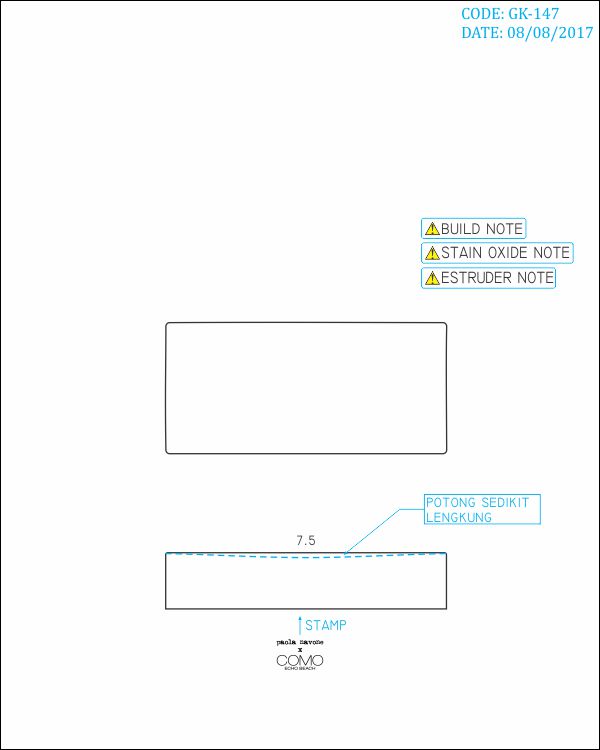 CODE: GK-147
DATE: 08/08/2017
BUILD NOTE
STAIN OXIDE NOTE
ESTRUDER NOTE
POTONG SEDIKIT
LENGKUNG
7.5
STAMP
paola navone
x
COMO
ECHO BEACH